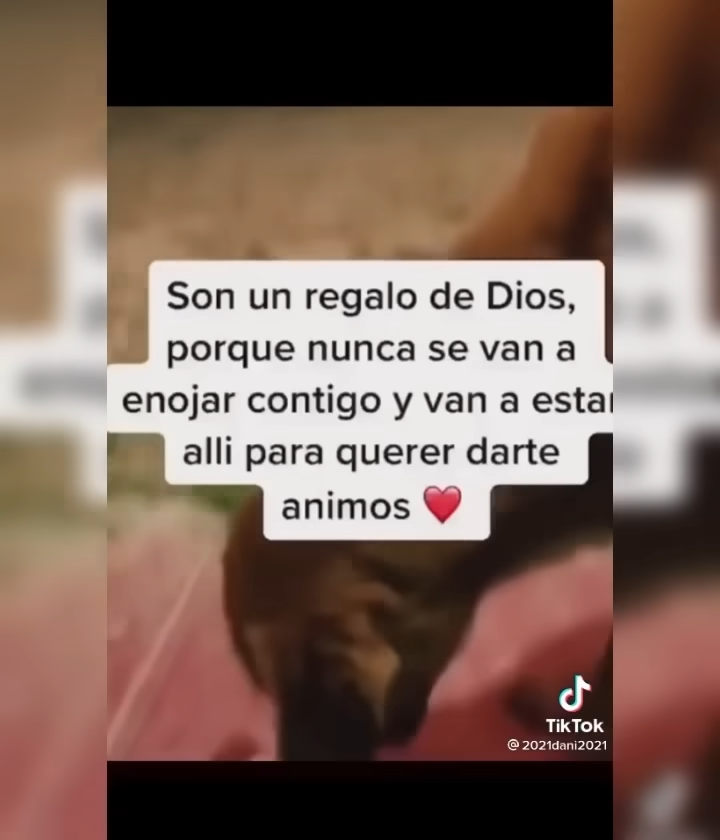 Son un regalo de Dios,
porque nunca se van a
enojar contigo y van a estar
alli para querer darte
animos ❤️
TikTok
@2021dani2021